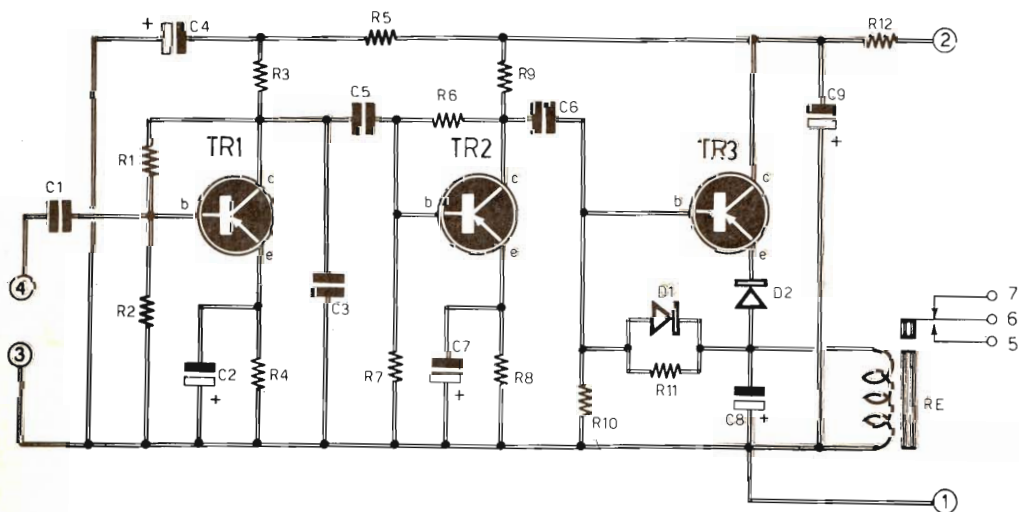 + C4
R5
R12
2
R3
R9
C5
R6
C6
C9
+
R1
TR1
TR2
TR3
C1
b
c
b
c
b
c
e
e
e
4
D1
D2
7
6
5
R2
C3
3
C2
+
R4
R7
C7
+
R8
R11
R10
C8
+
RE
1